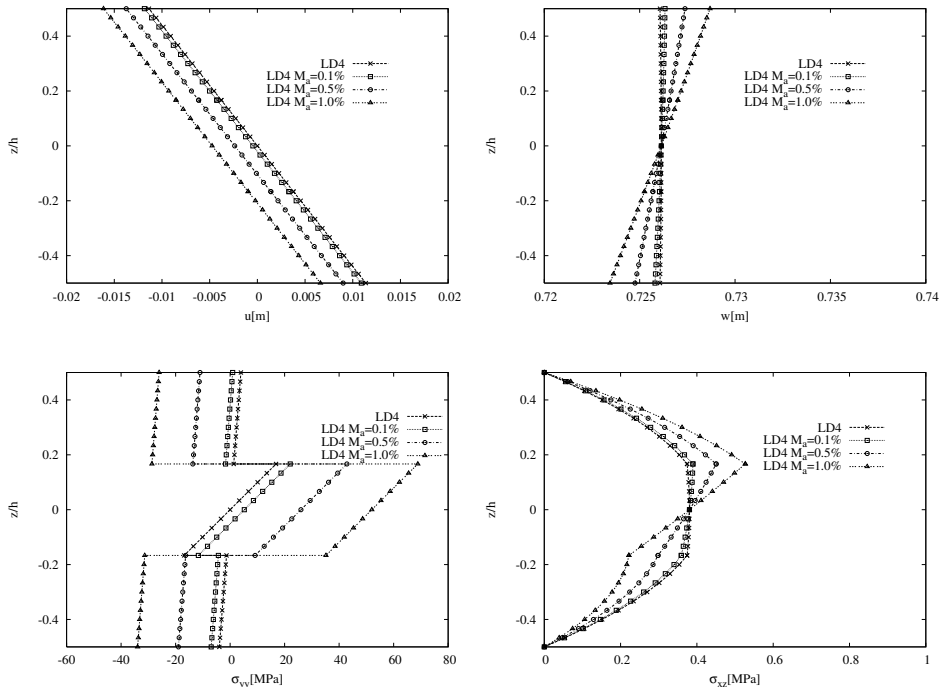 0.4
0.2
0
0.2
0.4
-0.02
-0.015
-0.01
-0.005
0
0.005
0.01
0.015
0.02
z/h
u[m]
LD4
LD4 Ma=0.1%
LD4 Ma=0.5%
LD4 Ma=1.0%
0.4
0.2
0
0.2
0.4
0.72
0.725
0.73
0.735
0.74
z/h
w[m]
LD4
LD4 Ma=0.1%
LD4 Ma=0.5%
LD4 Ma=1.0%
0.4
0.2
0
-0.2
0.4
-60
-40
-20
0
20
40
60
80
z/h
σyy[MPa]
LD4
LD4 Ma=0.1%
LD4 Ma=0.5%
LD4 Ma=1.0%
0.4
0.2
0
-0.2
0.4
0
0.2
0.4
0.6
0.8
1
z/h
σxz[MPa]
LD4
LD4 Ma=0.1%
LD4 Ma=0.5%
LD4 Ma=1.0%